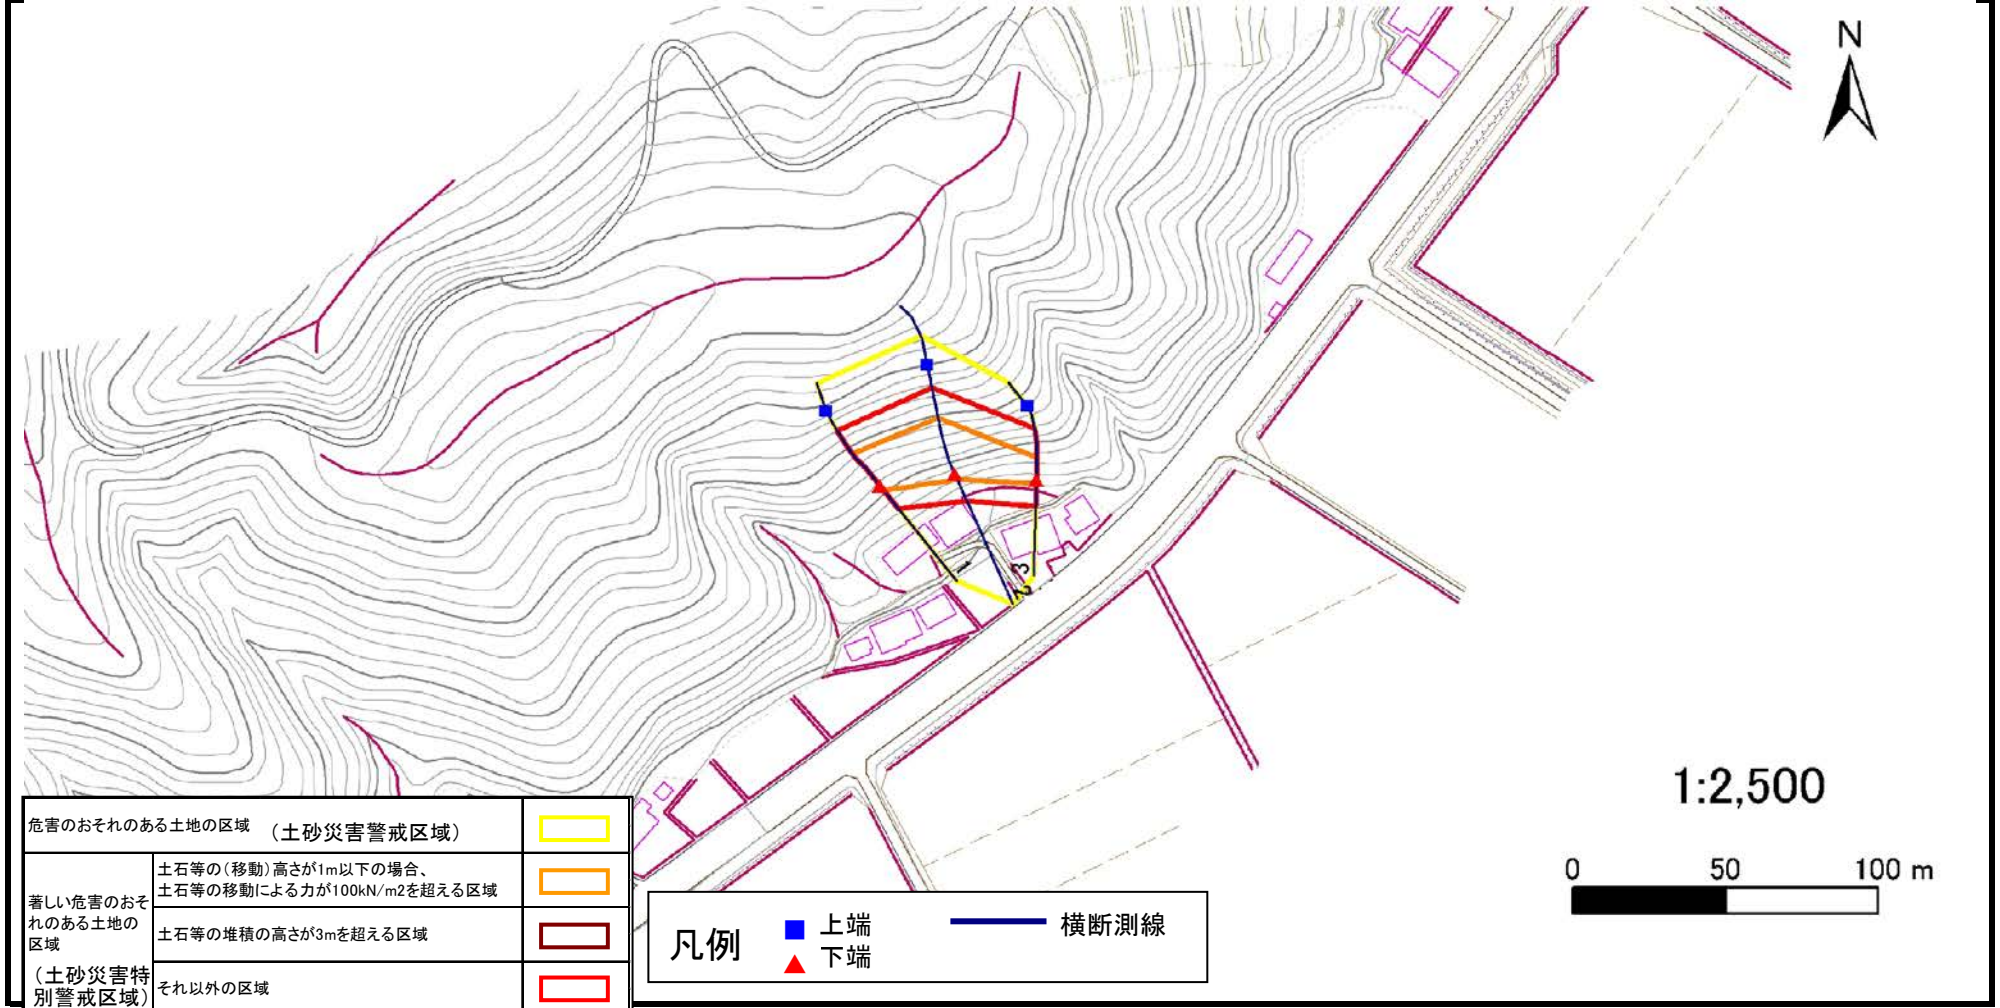 N
3
2
1:2,500
0 50 100 m
危害のおそれのある土地の区域 (土砂災害警戒区域)
著しい危害のおそ
れのある土地の
区域
(土砂災害特
別警戒区域)
土石等の(移動)高さが1m以下の場合、
土石等の移動による力が100kN/m2を超える区域
土石等の堆積の高さが3mを超える区域
それ以外の区域
凡例
上端
下端
横断測線